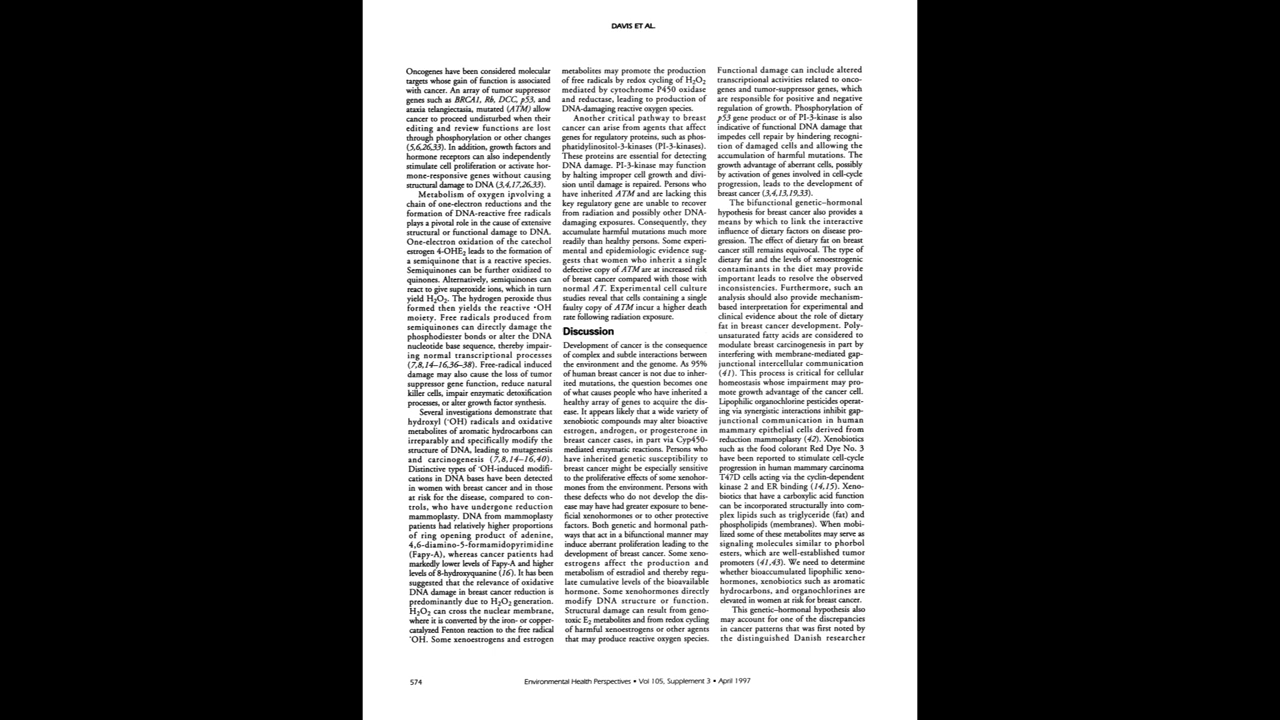 DAVIS ET AL.
Oncogenes have been considered molecular
targets whose gain of function is associated
with cancer. An array of tumor suppressor
genes such as BRCA1, Rb, DCC, p53, and
ataxia telangiectasia, mutated (ATM) allow
cancer to proceed undisturbed when their
editing and review functions are lost
through phosphorylation or other changes
(5,6,26,33). In addition, growth factors and
hormone receptors can also independently
stimulate cell proliferation or activate hor-
mone-responsive genes without causing
structural damage to DNA (3,4,17,26,33).
Metabolism of oxygen ipvolving a
chain of one-electron reductions and the
formation of DNA-reactive free radicals
plays a pivotal role in the cause of extensive
structural or functional damage to DNA.
One-electron oxidation of the catechol
estrogen 4-OHE₂ leads to the formation of
a semiquinone that is a reactive species.
Semiquinones can be further oxidized to
quinones. Alternatively, semiquinones can
react to give superoxide ions, which in turn
yield H₂O₂. The hydrogen peroxide thus
formed then yields the reactive ·OH
moiety. Free radicals produced from
semiquinones can directly damage the
phosphodiester bonds or alter the DNA
nucleotide base sequence, thereby impair-
ing normal transcriptional processes
(7,8,14–16,36–38). Free-radical induced
damage may also cause the loss of tumor
suppressor gene function, reduce natural
killer cells, impair enzymatic detoxification
processes, or alter growth factor synthesis.
Several investigations demonstrate that
hydroxyl (·OH) radicals and oxidative
metabolites of aromatic hydrocarbons can
irreparably and specifically modify the
structure of DNA, leading to mutagenesis
and carcinogenesis (7,8,14–16,40).
Distinctive types of ·OH-induced modifi-
cations in DNA bases have been detected
in women with breast cancer and in those
at risk for the disease, compared to con-
trols, who have undergone reduction
mammoplasty. DNA from mammoplasty
patients had relatively higher proportions
of ring opening product of adenine,
4,6-diamino-5-formamidopyrimidine
(Fapy-A), whereas cancer patients had
markedly lower levels of Fapy-A and higher
levels of 8-hydroxyquanine (16). It has been
suggested that the relevance of oxidative
DNA damage in breast cancer reduction is
predominantly due to H₂O₂ generation.
H₂O₂ can cross the nuclear membrane,
where it is converted by the iron- or copper-
catalyzed Fenton reaction to the free radical
·OH. Some xenoestrogens and estrogen
metabolites may promote the production
of free radicals by redox cycling of H₂O₂
mediated by cytochrome P450 oxidase
and reductase, leading to production of
DNA-damaging reactive oxygen species.
Another critical pathway to breast
cancer can arise from agents that affect
genes for regulatory proteins, such as phos-
phatidylinositol-3-kinases (PI-3-kinases).
These proteins are essential for detecting
DNA damage. PI-3-kinase may function
by halting improper cell growth and divi-
sion until damage is repaired. Persons who
have inherited ATM and are lacking this
key regulatory gene are unable to recover
from radiation and possibly other DNA-
damaging exposures. Consequently, they
accumulate harmful mutations much more
readily than healthy persons. Some experi-
mental and epidemiologic evidence sug-
gests that women who inherit a single
defective copy of ATM are at increased risk
of breast cancer compared with those with
normal AT. Experimental cell culture
studies reveal that cells containing a single
faulty copy of ATM incur a higher death
rate following radiation exposure.
Discussion
Development of cancer is the consequence
of complex and subtle interactions between
the environment and the genome. As 95%
of human breast cancer is not due to inher-
ited mutations, the question becomes one
of what causes people who have inherited a
healthy array of genes to acquire the dis-
ease. It appears likely that a wide variety of
xenobiotic compounds may alter bioactive
estrogen, androgen, or progesterone in
breast cancer cases, in part via Cyp450-
mediated enzymatic reactions. Persons who
have inherited genetic susceptibility to
breast cancer might be especially sensitive
to the proliferative effects of some xenohor-
mones from the environment. Persons with
these defects who do not develop the dis-
ease may have had greater exposure to bene-
ficial xenohormones or to other protective
factors. Both genetic and hormonal path-
ways that act in a bifunctional manner may
induce aberrant proliferation leading to the
development of breast cancer. Some xeno-
estrogens affect the production and
metabolism of estradiol and thereby regu-
late cumulative levels of the bioavailable
hormone. Some xenohormones directly
modify DNA structure or function.
Structural damage can result from geno-
toxic E₂ metabolites and from redox cycling
of harmful xenoestrogens or other agents
that may produce reactive oxygen species.
Functional damage can include altered
transcriptional activities related to onco-
genes and tumor-suppressor genes, which
are responsible for positive and negative
regulation of growth. Phosphorylation of
p53 gene product or of PI-3-kinase is also
indicative of functional DNA damage that
impedes cell repair by hindering recogni-
tion of damaged cells and allowing the
accumulation of harmful mutations. The
growth advantage of aberrant cells, possibly
by activation of genes involved in cell-cycle
progression, leads to the development of
breast cancer (3,4,13,19,33).
The bifunctional genetic–hormonal
hypothesis for breast cancer also provides a
means by which to link the interactive
influence of dietary factors on disease pro-
gression. The effect of dietary fat on breast
cancer still remains equivocal. The type of
dietary fat and the levels of xenoestrogenic
contaminants in the diet may provide
important leads to resolve the observed
inconsistencies. Furthermore, such an
analysis should also provide mechanism-
based interpretation for experimental and
clinical evidence about the role of dietary
fat in breast cancer development. Poly-
unsaturated fatty acids are considered to
modulate breast carcinogenesis in part by
interfering with membrane-mediated gap-
junctional intercellular communication
(41). This process is critical for cellular
homeostasis whose impairment may pro-
mote growth advantage of the cancer cell.
Lipophilic organochlorine pesticides operat-
ing via synergistic interactions inhibit gap-
junctional communication in human
mammary epithelial cells derived from
reduction mammoplasty (42). Xenobiotics
such as the food colorant Red Dye No. 3
have been reported to stimulate cell-cycle
progression in human mammary carcinoma
T47D cells acting via the cyclin-dependent
kinase 2 and ER binding (14,15). Xeno-
biotics that have a carboxylic acid function
can be incorporated structurally into com-
plex lipids such as triglyceride (fat) and
phospholipids (membranes). When mobi-
lized some of these metabolites may serve as
signaling molecules similar to phorbol
esters, which are well-established tumor
promoters (41,43). We need to determine
whether bioaccumulated lipophilic xeno-
hormones, xenobiotics such as aromatic
hydrocarbons, and organochlorines are
elevated in women at risk for breast cancer.
This genetic–hormonal hypothesis also
may account for one of the discrepancies
in cancer patterns that was first noted by
the distinguished Danish researcher
574
Environmental Health Perspectives • Vol 105, Supplement 3 • April 1997